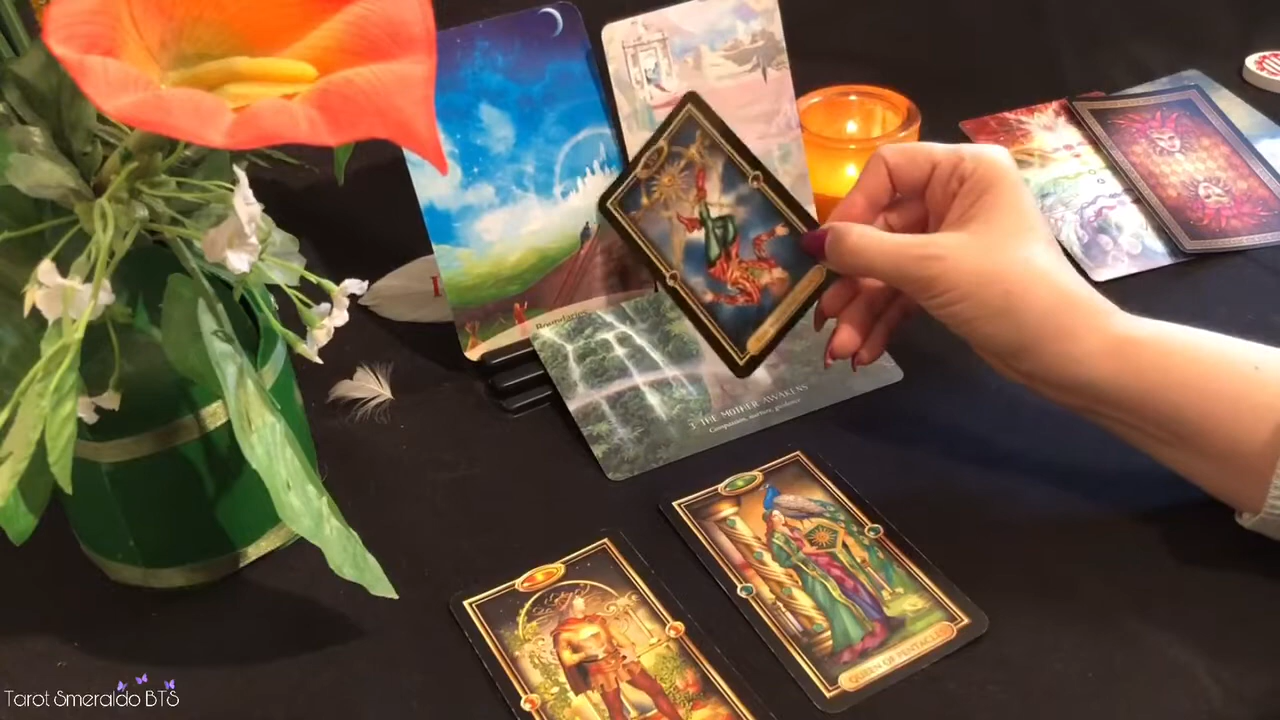 Boundaries
3-THE MOTHER AWAKENS
Compassion, nurture, guidance
QUEEN OF PENTACLES
Tarot Smeraldo BTS